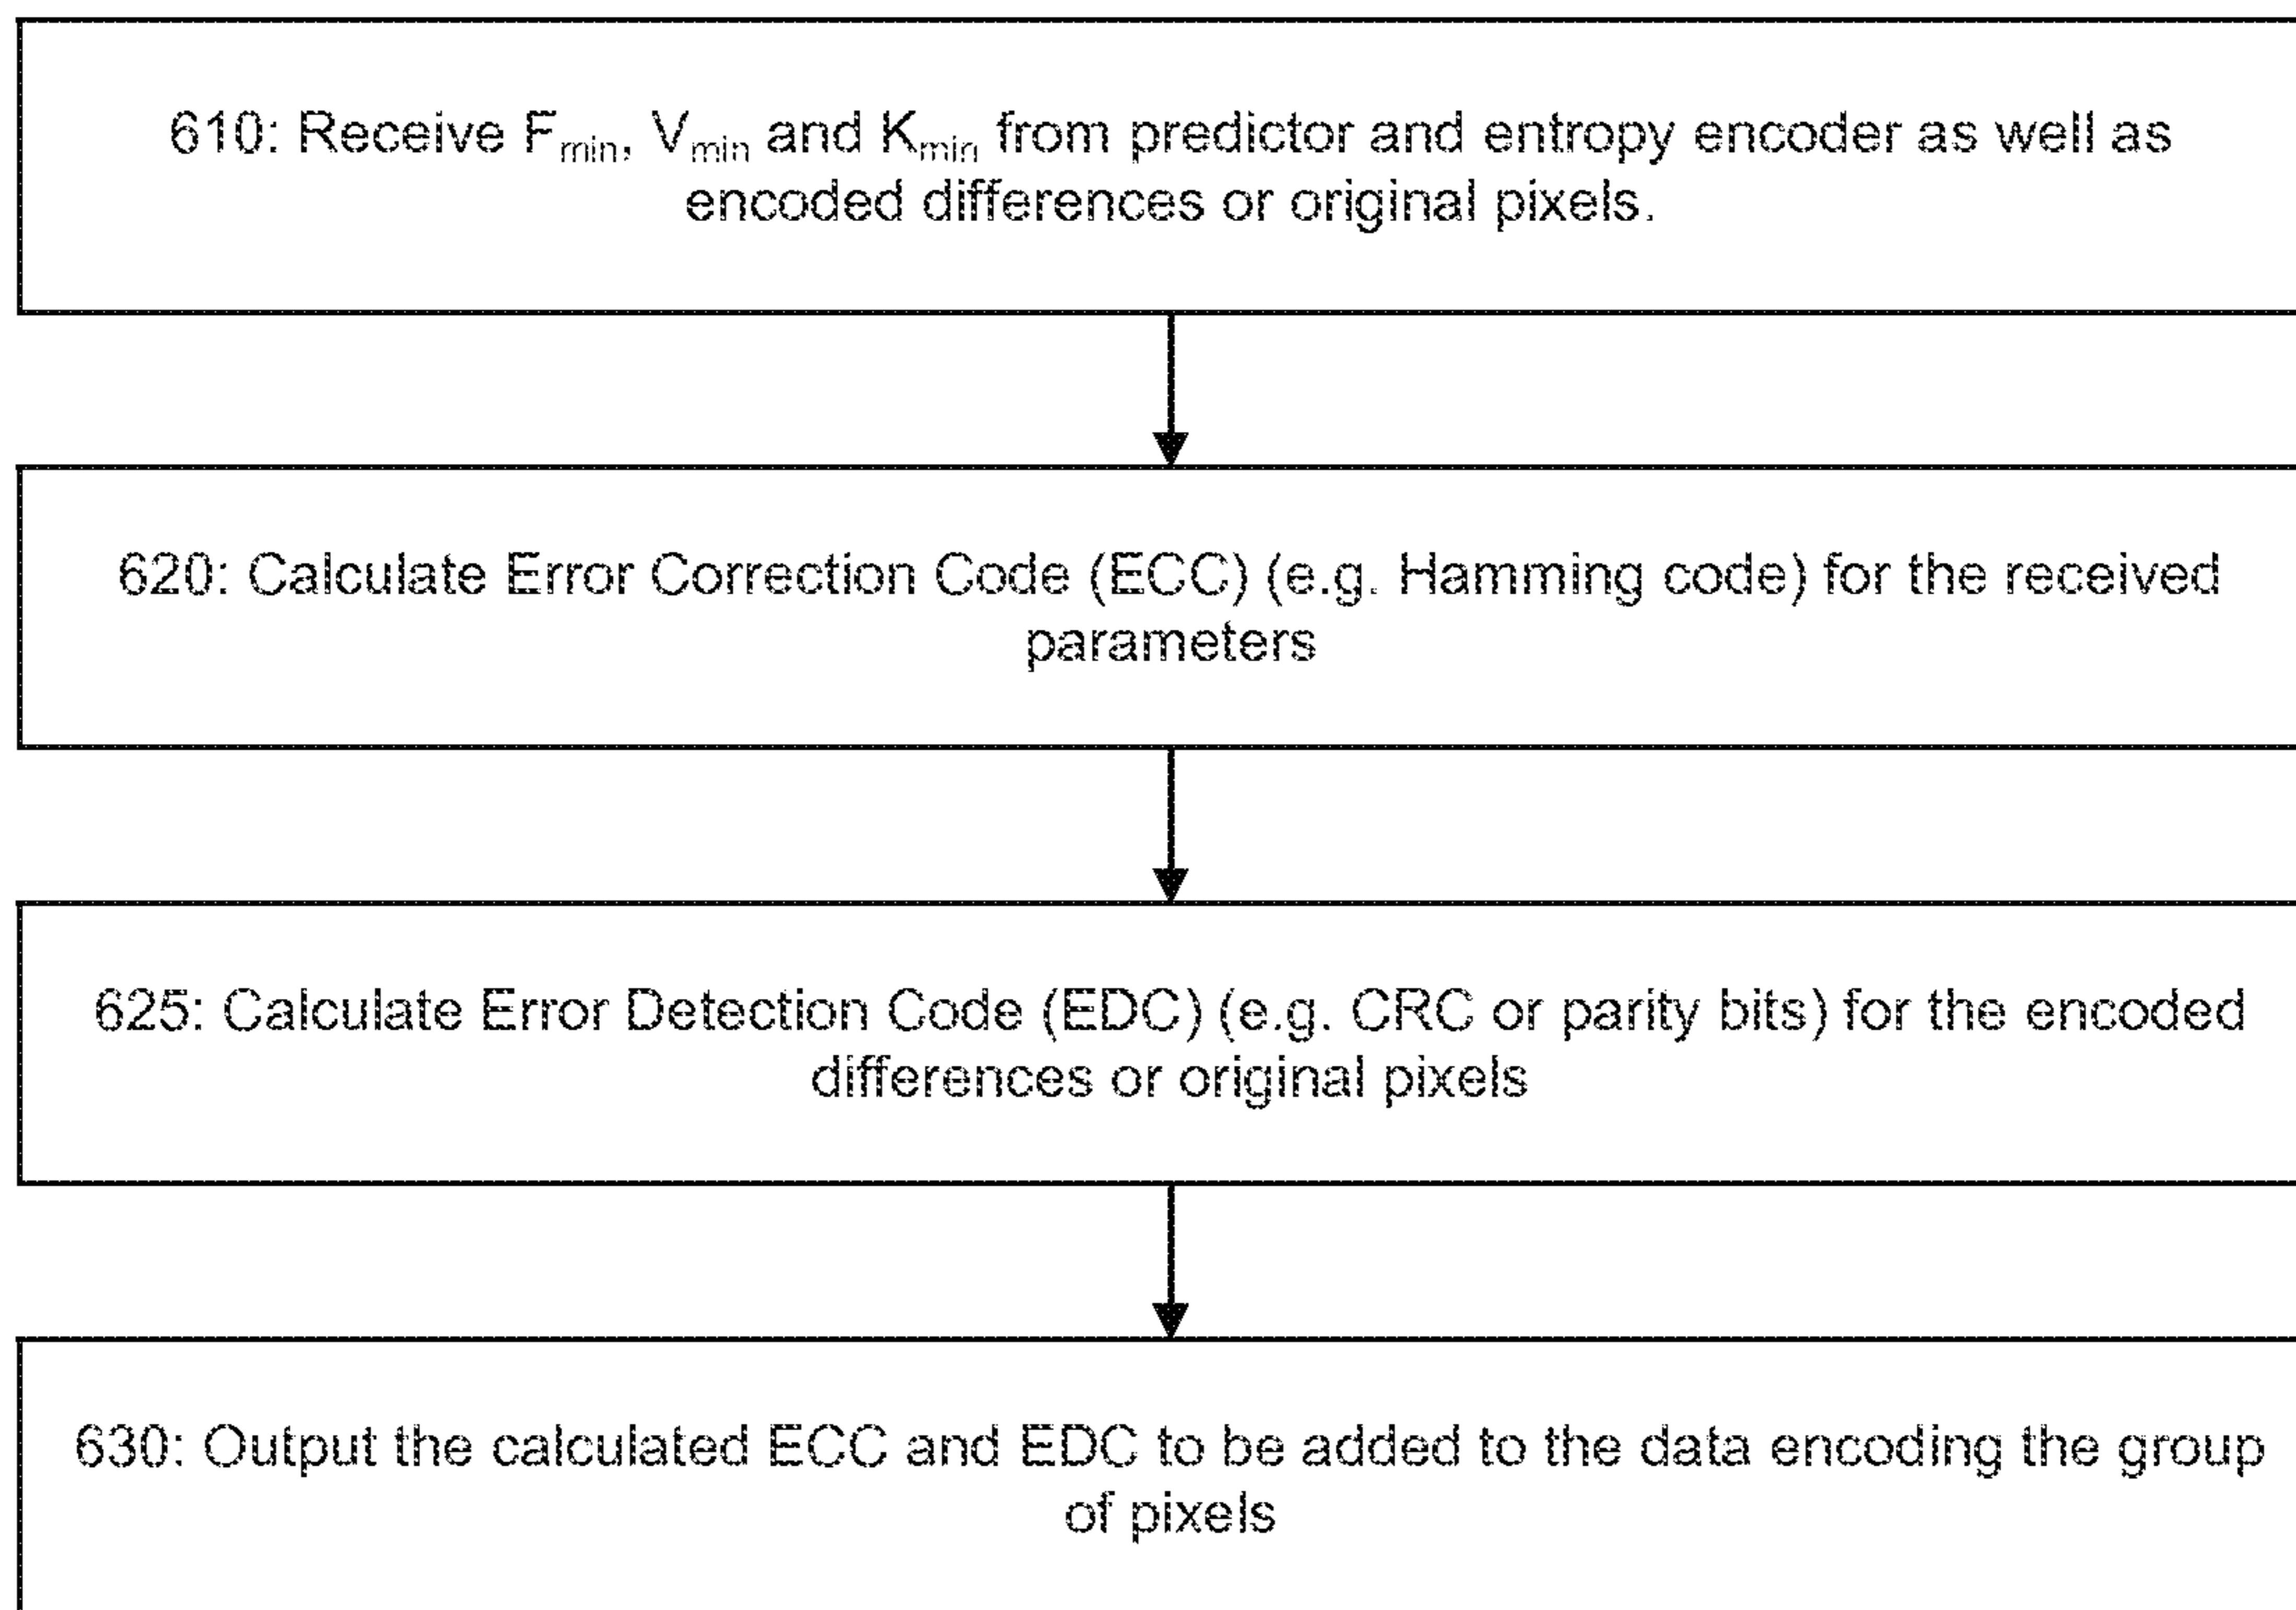 610: Receive Fmin, Vmin and Kmin from predictor and entropy encoder as well as
encoded differences or original pixels.
620: Calculate Error Correction Code (ECC) (e.g. Hamming code) for the received
parameters
625: Calculate Error Detection Code (EDC) (e.g. CRC or parity bits) for the encoded
differences or original pixels
630: Output the calculated ECC and EDC to be added to the data encoding the group
of pixels